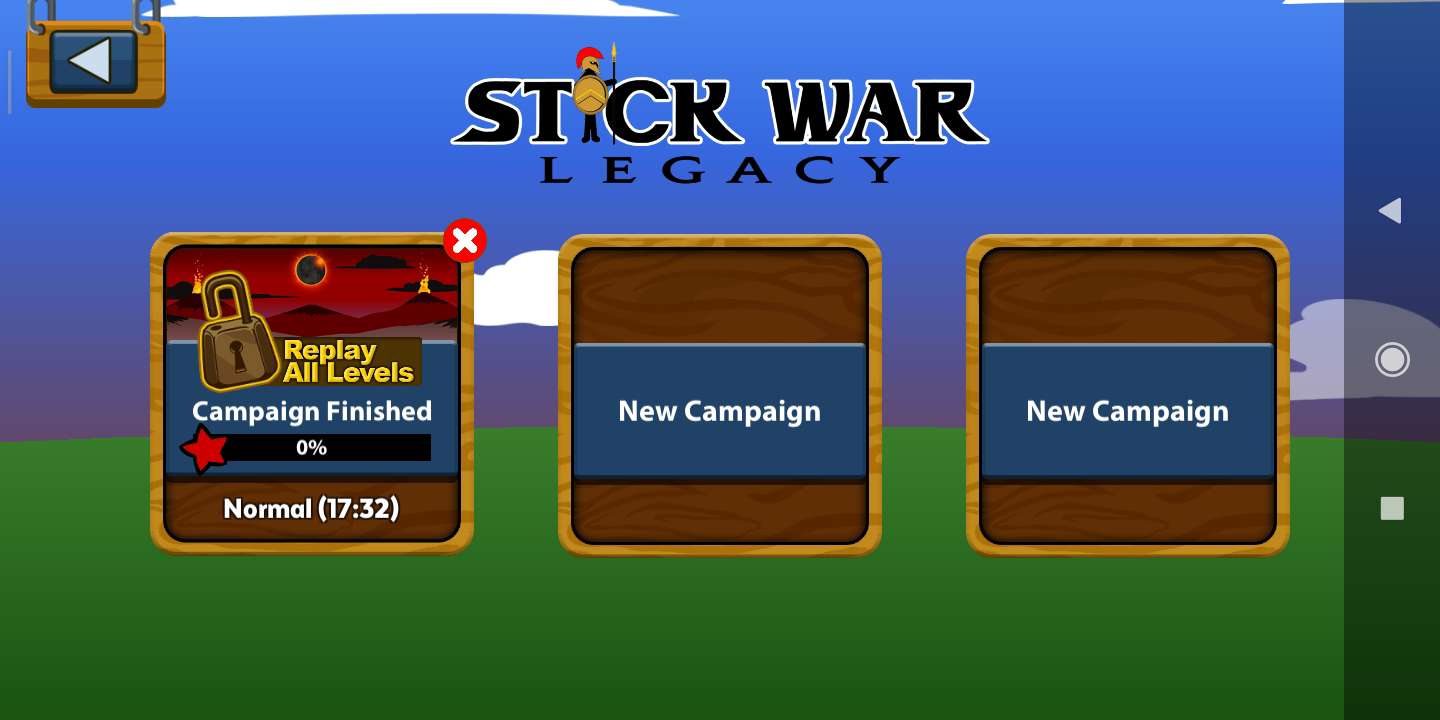 STICK WAR
LEGACY
Replay
All Levels
Campaign Finished
0%
Normal (17:32)
New Campaign
New Campaign